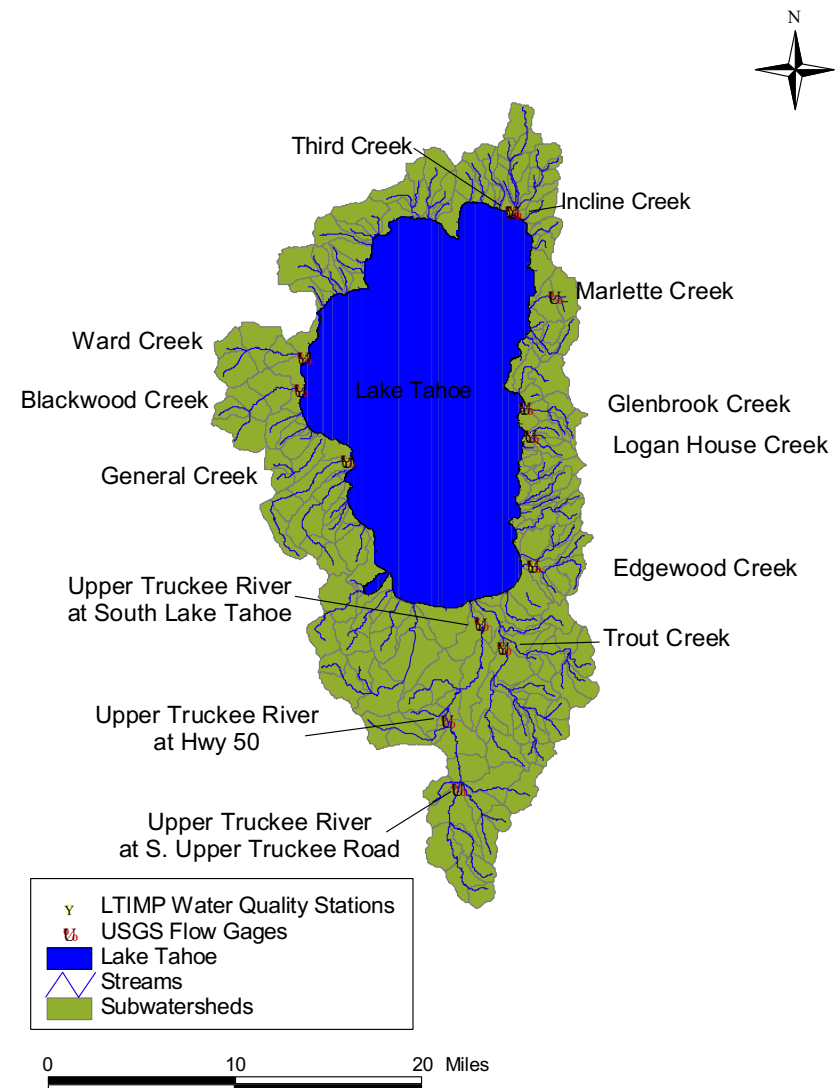 N
Third Creek
Incline Creek
Marlette Creek
Ward Creek
Lake Tahoe
Blackwood Creek
Glenbrook Creek
Logan House Creek
General Creek
Edgewood Creek
Upper Truckee River
at South Lake Tahoe
Trout Creek
Upper Truckee River
at Hwy 50
Upper Truckee River
at S. Upper Truckee Road
Y LTIMP Water Quality Stations
USGS Flow Gages
Lake Tahoe
Streams
Subwatersheds
0 10 20 Miles